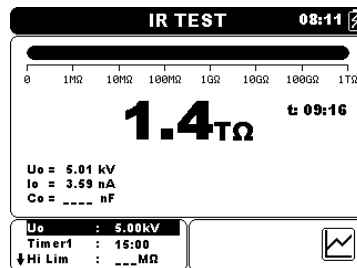 IR TEST 08:11
0 1MΩ 10MΩ 100MΩ 1GΩ 10GΩ 100GΩ 1TΩ
1.4TΩ
t: 09:16
Uo = 5.01 kV
Io = 3.59 nA
Co = ____ nF
Uo : 5.00kV
Timer1 : 15:00
Hi Lim : ___MΩ